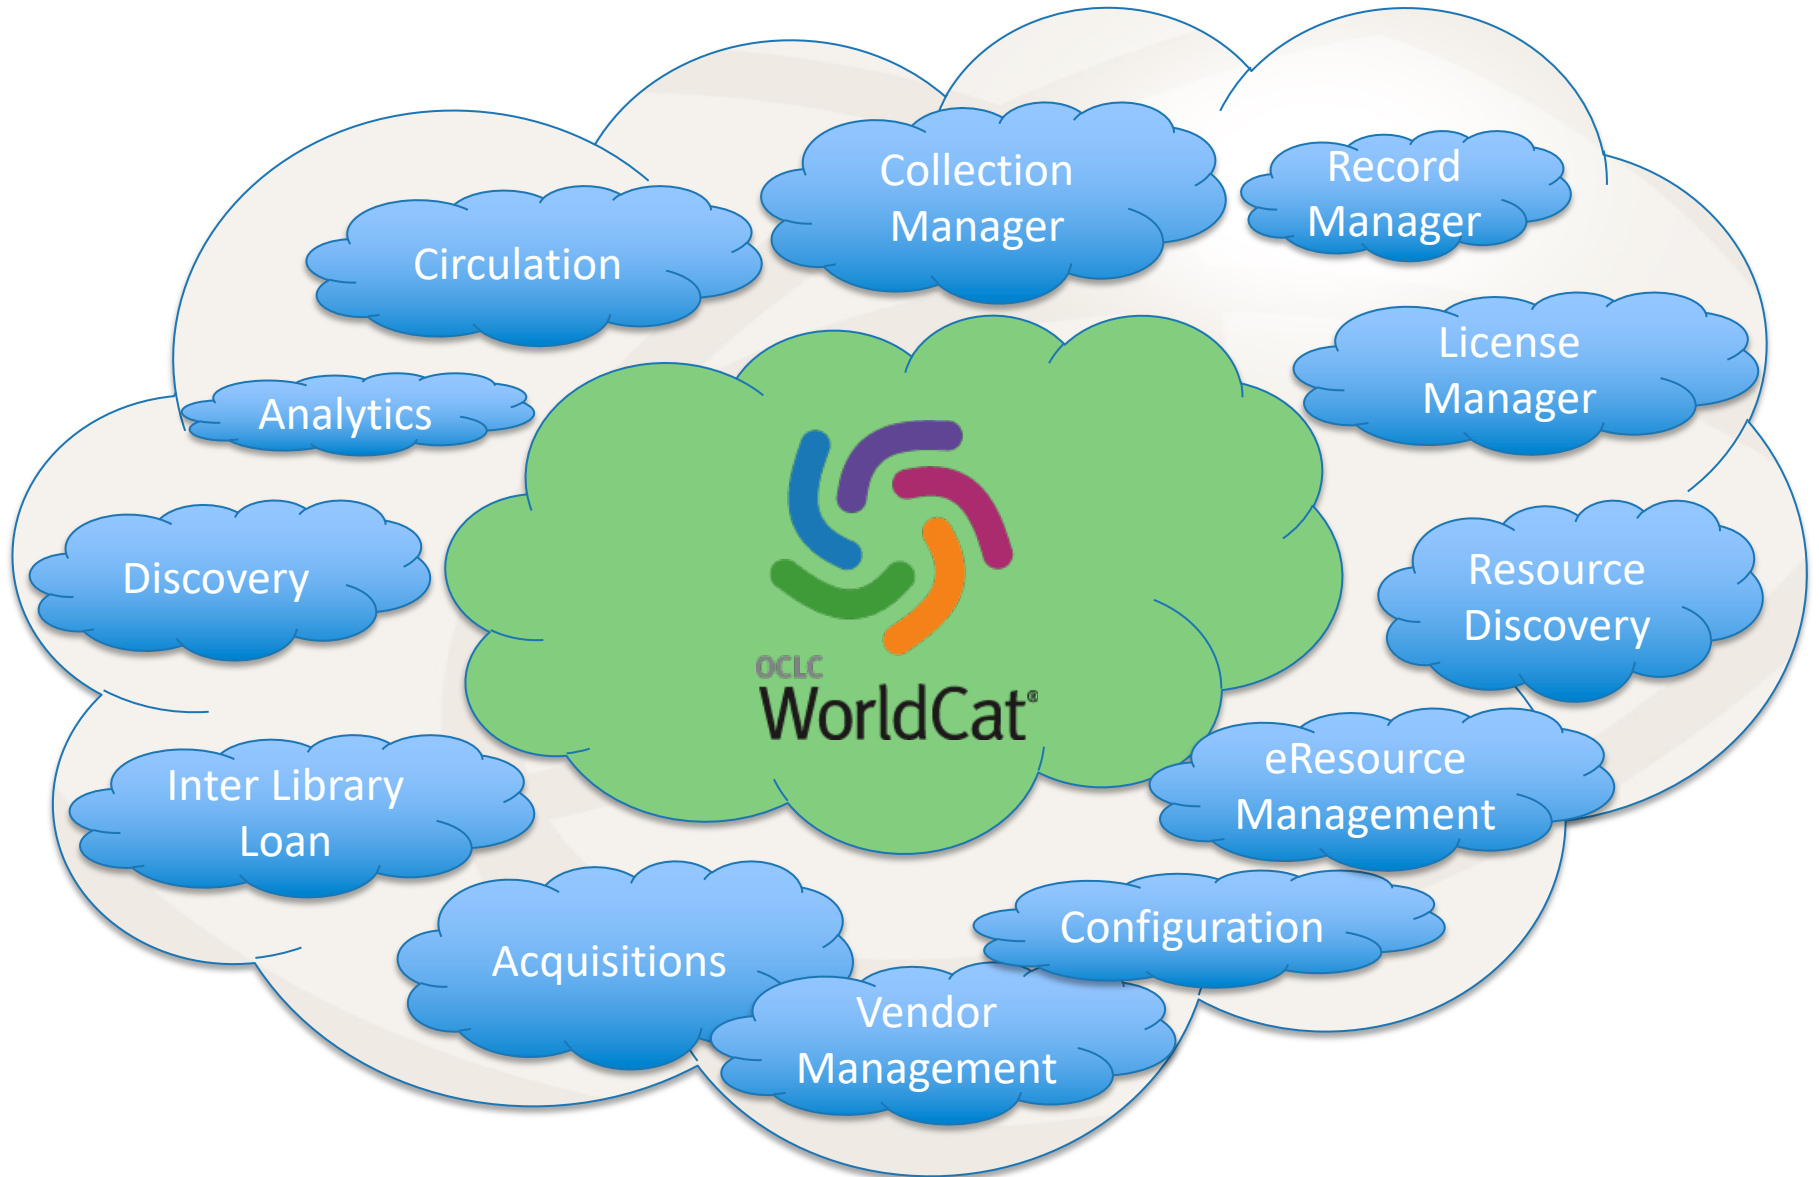 Collection
Manager
Record
Manager
Circulation
License
Manager
Analytics
Discovery
Resource
Discovery
OCLC
WorldCat®
Inter Library
Loan
eResource
Management
Acquisitions
Configuration
Vendor
Management